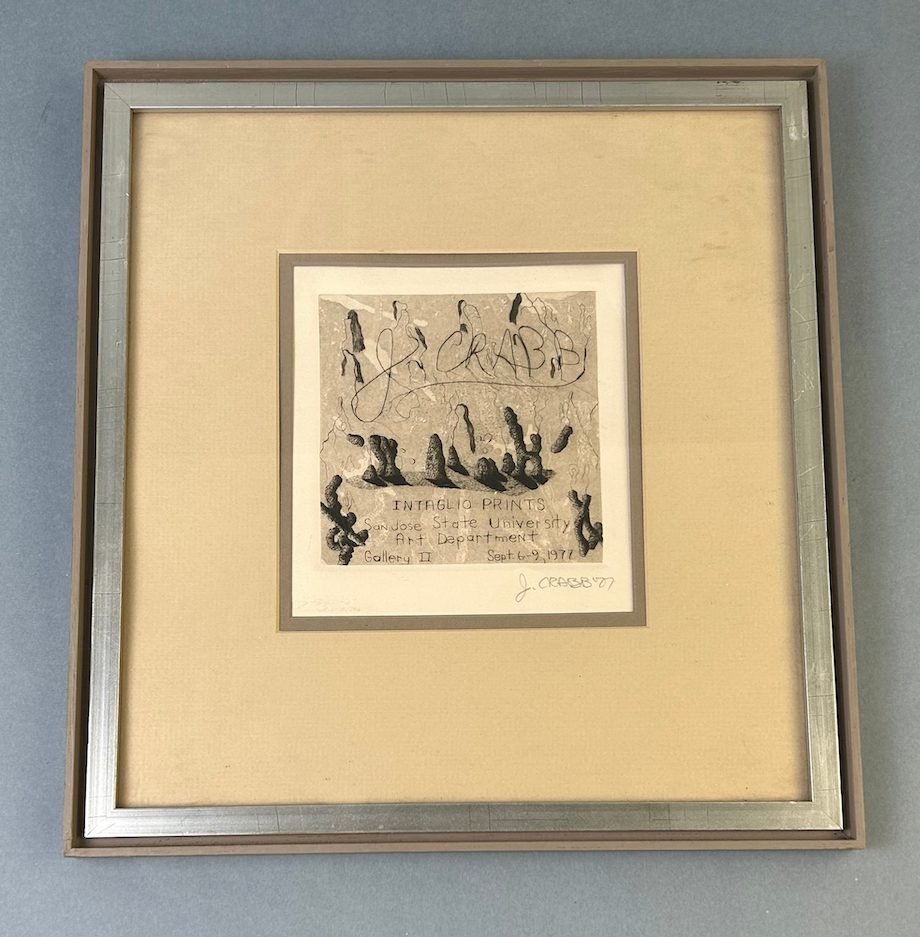 J. CRABB
INTAGLIO PRINTS
San Jose State University
Art Department
Gallery II Sept. 6-9, 1977
J. CRABB '77